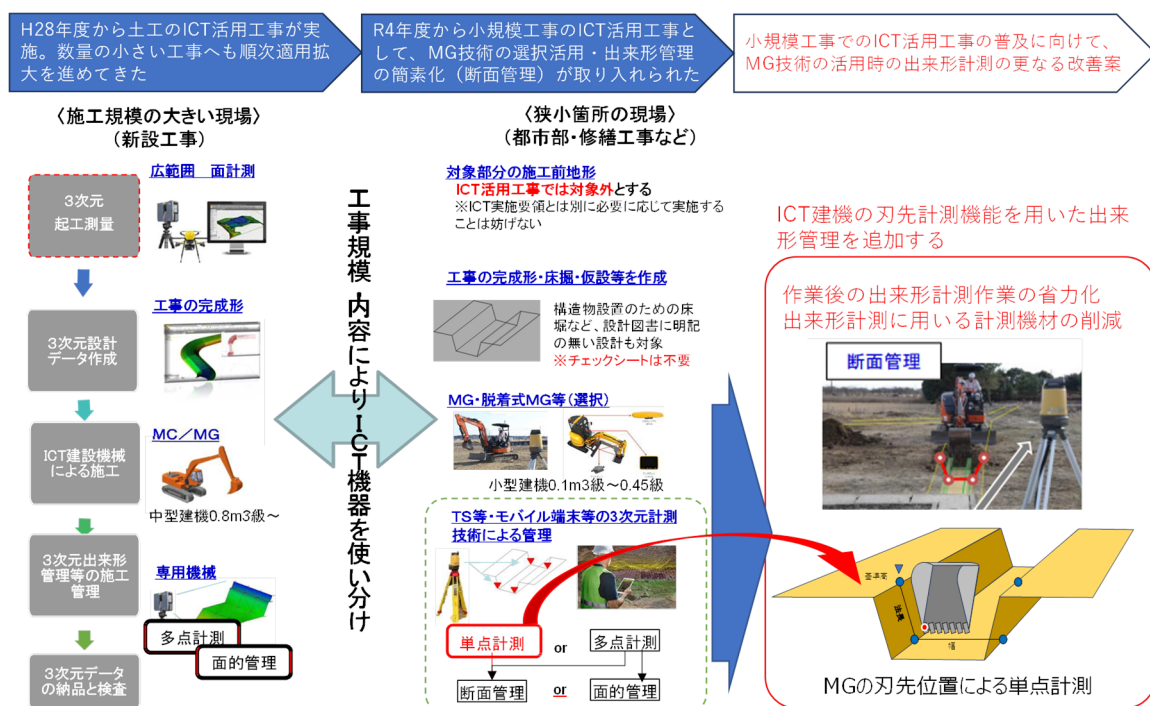 H28年度から土工のICT活用工事が実
施。数量の小さい工事へも順次適用拡
大を進めてきた
R4年度から小規模工事のICT活用工事と
して、MG技術の選択活用・出来形管理
の簡素化（断面管理）が取り入れられた
小規模工事でのICT活用工事の普及に向けて、
MG技術の活用時の出来形計測の更なる改善案
〈施工規模の大きい現場〉
（新設工事）
3次元
起工測量
広範囲　面計測
3次元設計
データ作成
工事の完成形
ICT建設機械
による施工
MC／MG
中型建機0.8m3級～
3次元出来形
管理等の施工
管理
専用機械
多点計測
面的管理
3次元データ
の納品と検査
工事規模・内容によりICT機器を使い分け
〈狭小箇所の現場〉
（都市部・修繕工事など）
対象部分の施工前地形
ICT活用工事では対象外とする
※ICT実施要領とは別に必要に応じて実施する
ことは妨げない
工事の完成形・床掘・仮設等を作成
構造物設置のための床
堀など、設計図書に明記
の無い設計も対象
※チェックシートは不要
MG・脱着式MG等（選択）
小型建機0.1m3級～0.45級
TS等・モバイル端末等の3次元計測
技術による管理
単点計測
or
多点計測
断面管理
or
面的管理
ICT建機の刃先計測機能を用いた出来
形管理を追加する
作業後の出来形計測作業の省力化
出来形計測に用いる計測機材の削減
断面管理
基準高
法長
幅
MGの刃先位置による単点計測